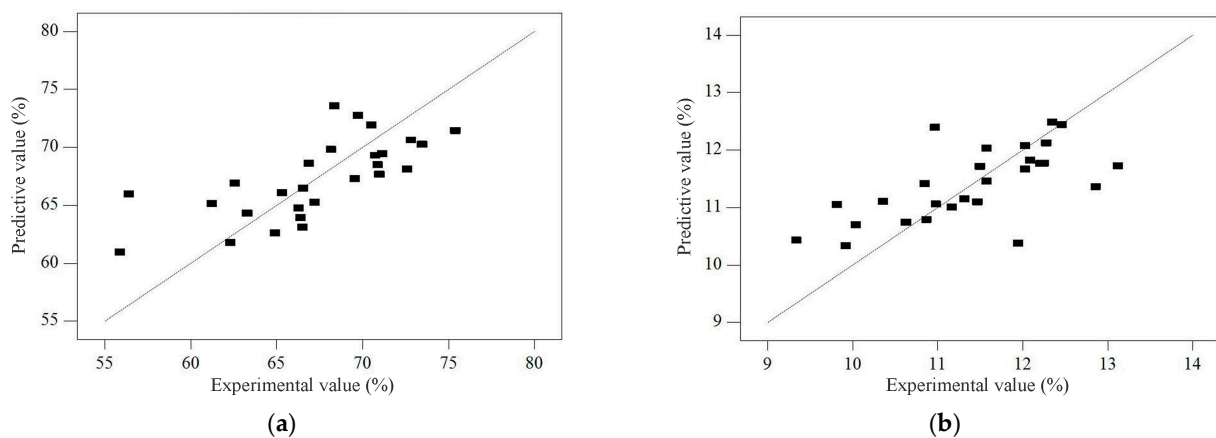 80
75
70
65
60
55
Predictive value (%)
55 60 65 70 75 80
Experimental value (%)
(a)
14
13
12
11
10
9
Predictive value (%)
9 10 11 12 13 14
Experimental value (%)
(b)